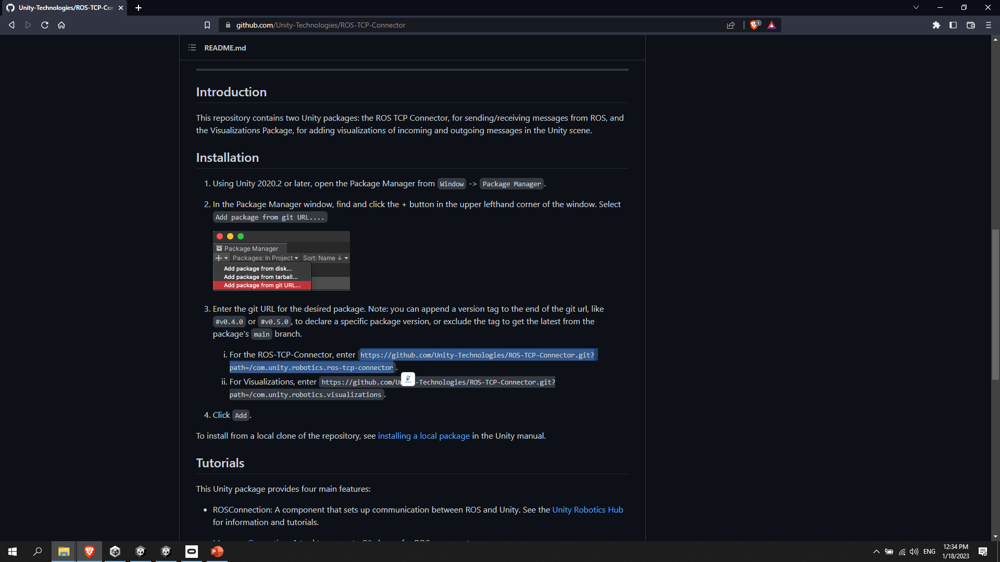 Unity-Technologies/ROS-TCP-Con
github.com/Unity-Technologies/ROS-TCP-Connector
1
README.md
Introduction
This repository contains two Unity packages: the ROS TCP Connector, for sending/receiving messages from ROS, and
the Visualizations Package, for adding visualizations of incoming and outgoing messages in the Unity scene.
Installation
1. Using Unity 2020.2 or later, open the Package Manager from Window -> Package Manager.
2. In the Package Manager window, find and click the + button in the upper lefthand corner of the window. Select
Add package from git URL....
Package Manager
Packages: In Project Sort: Name ↓
Add package from disk...
Add package from tarball...
Add package from git URL...
3. Enter the git URL for the desired package. Note: you can append a version tag to the end of the git url, like
#v0.4.0 or #v0.5.0, to declare a specific package version, or exclude the tag to get the latest from the
package's main branch.
i. For the ROS-TCP-Connector, enter https://github.com/Unity-Technologies/ROS-TCP-Connector.git?
path=/com.unity.robotics.ros-tcp-connector.
ii. For Visualizations, enter https://github.com/U -Technologies/ROS-TCP-Connector.git?
path=/com.unity.robotics.visualizations.
4. Click Add.
To install from a local clone of the repository, see installing a local package in the Unity manual.
Tutorials
This Unity package provides four main features:
• ROSConnection: A component that sets up communication between ROS and Unity. See the Unity Robotics Hub
for information and tutorials.
ENG
12:34 PM
1/18/2023